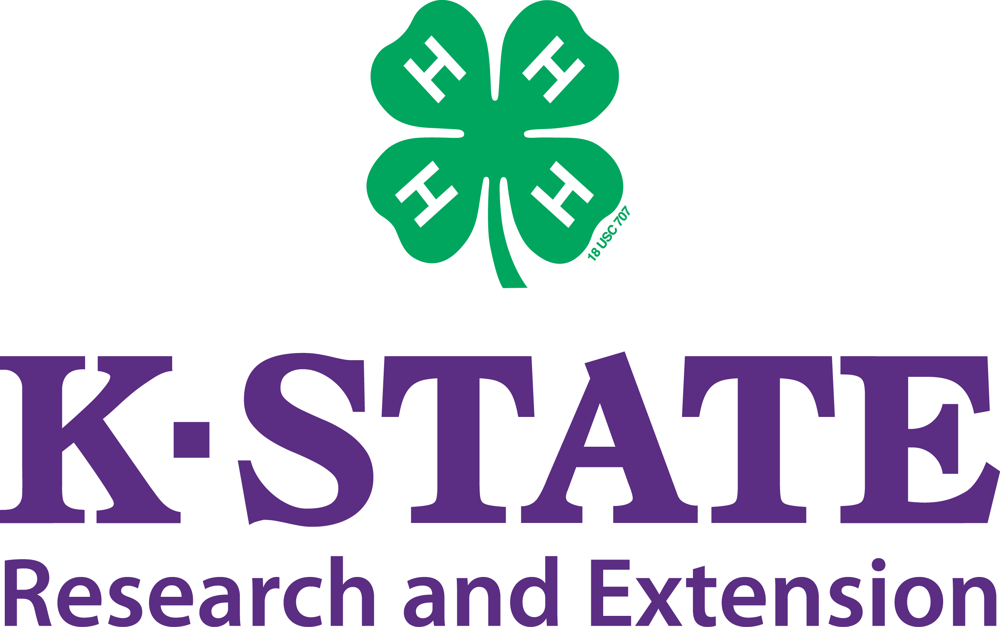 H H
H H
18 USC 707
K·STATE
Research and Extension